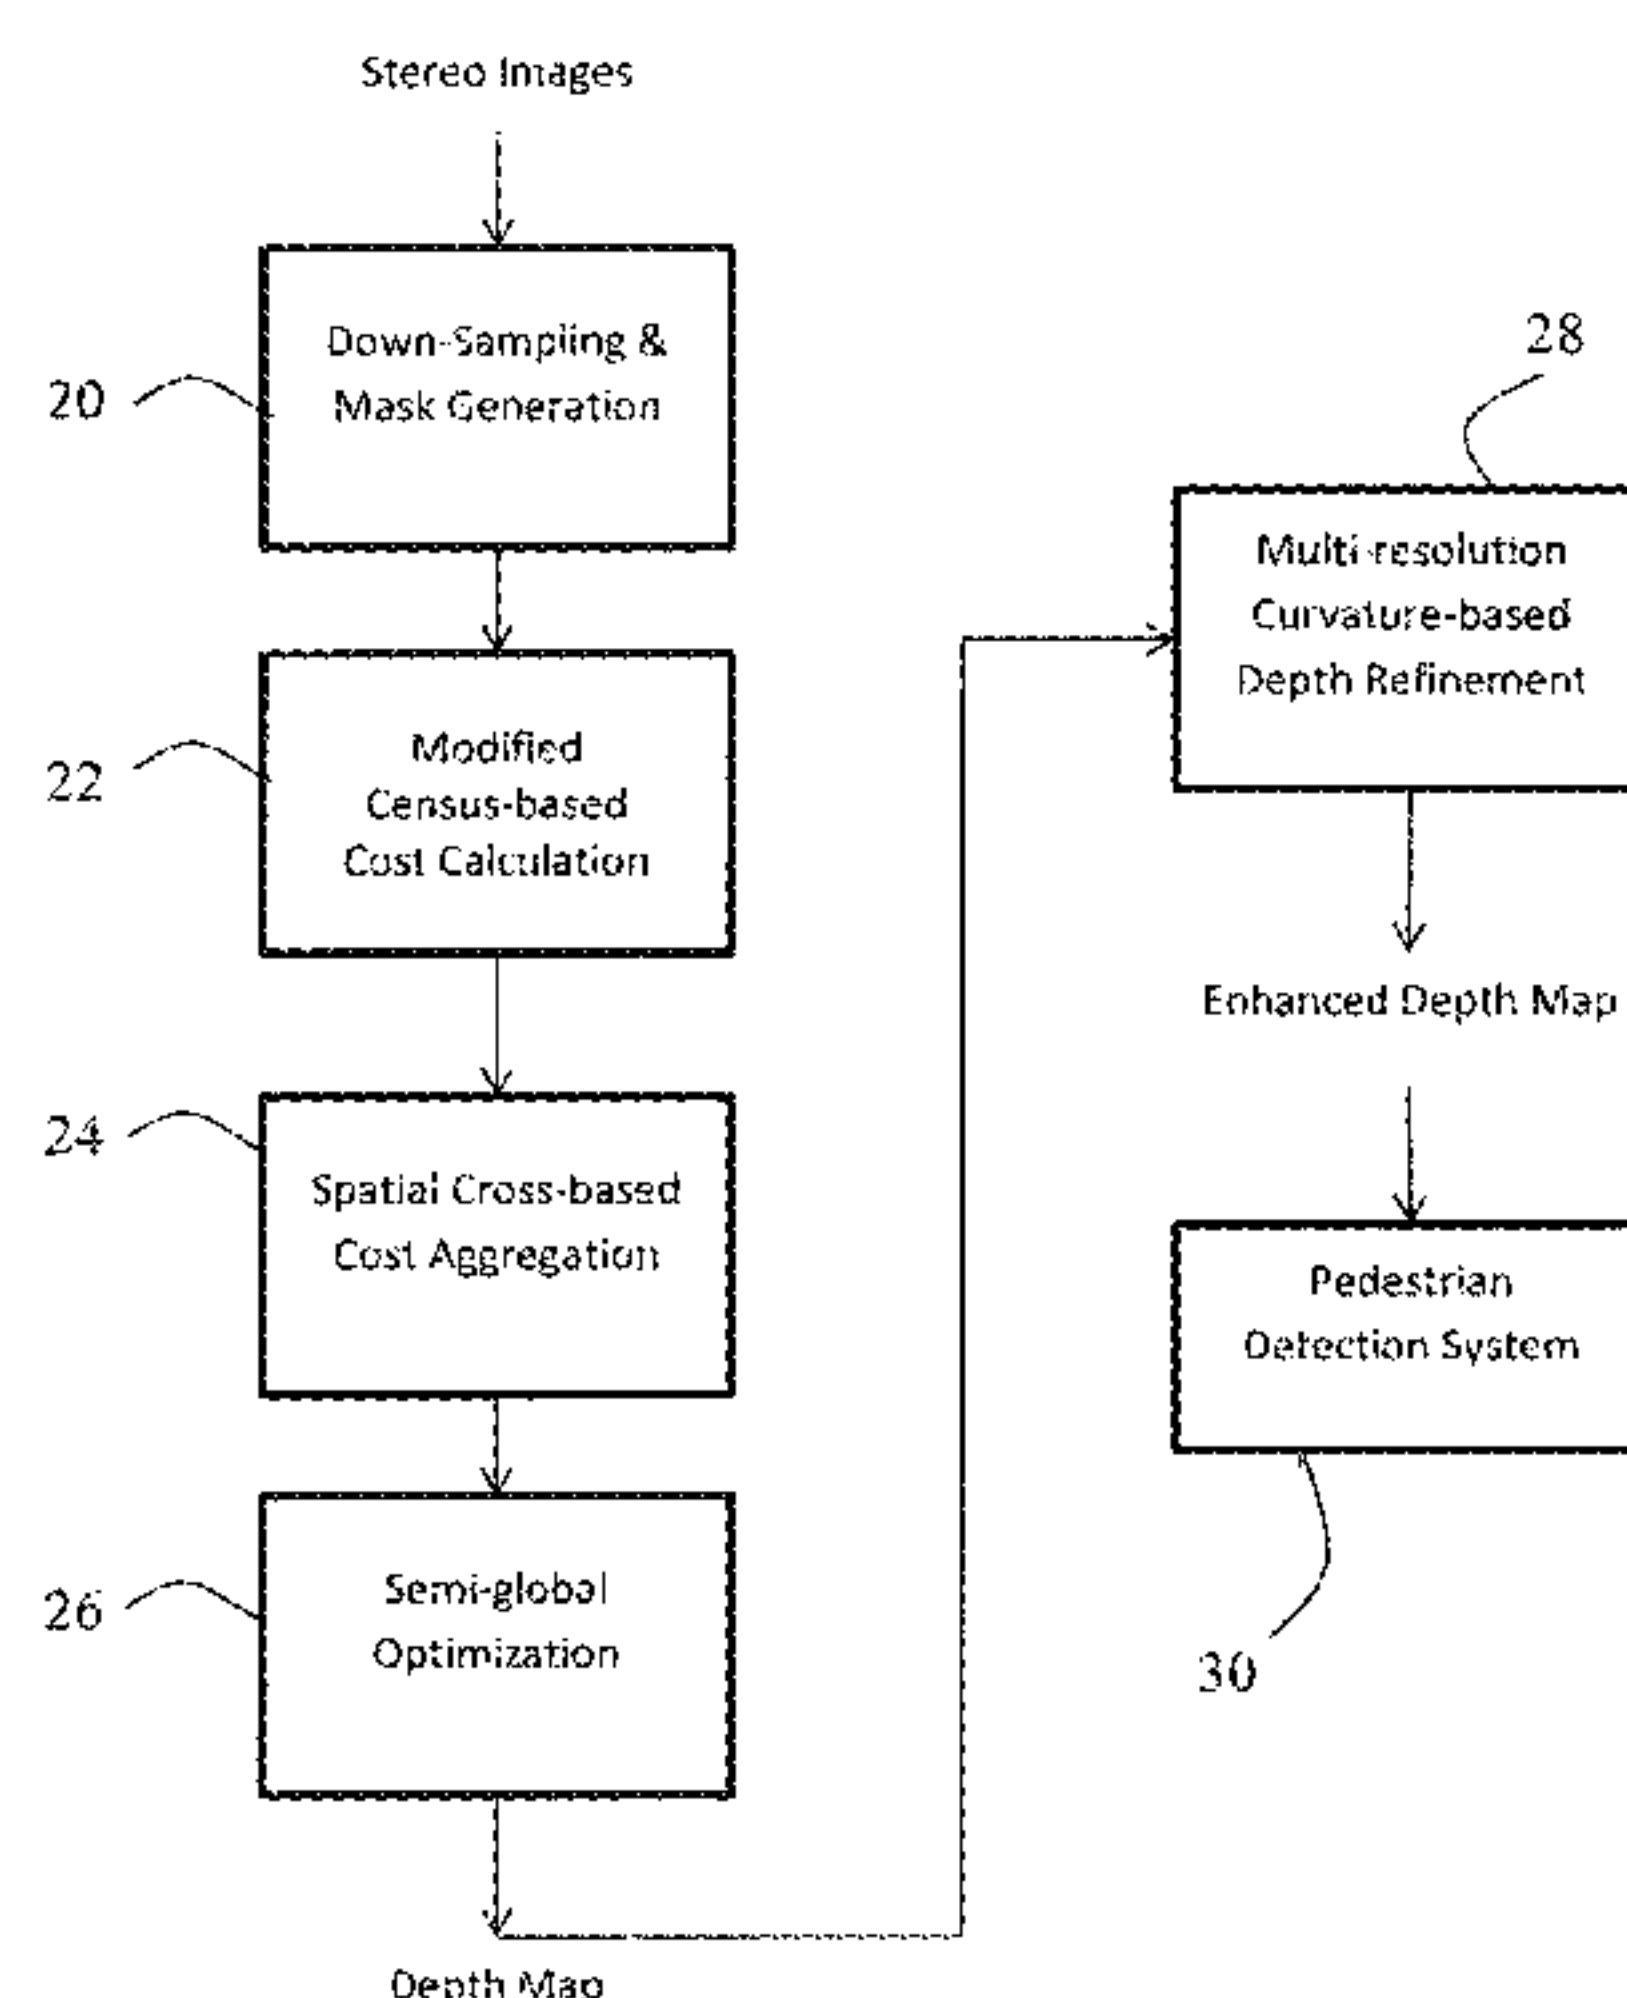 Stereo Images
20
Down-Sampling &
Mask Generation
22
Modified
Census-based
Cost Calculation
24
Spatial Cross-based
Cost Aggregation
26
Semi-global
Optimization
Depth Map
28
Multi-resolution
Curvature-based
Depth Refinement
Enhanced Depth Map
Pedestrian
Detection System
30